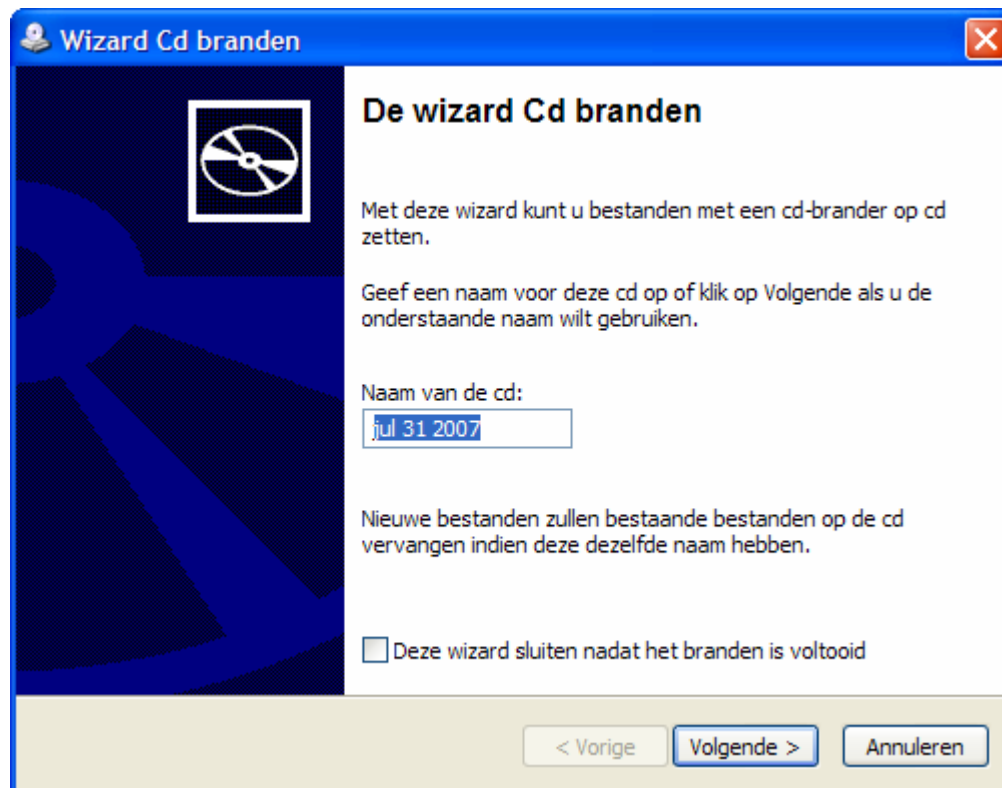 Wizard Cd branden
De wizard Cd branden
Met deze wizard kunt u bestanden met een cd-brander op cd
zetten.
Geef een naam voor deze cd op of klik op Volgende als u de
onderstaande naam wilt gebruiken.
Naam van de cd:
jul 31 2007
Nieuwe bestanden zullen bestaande bestanden op de cd
vervangen indien deze dezelfde naam hebben.
Deze wizard sluiten nadat het branden is voltooid
< Vorige
Volgende >
Annuleren